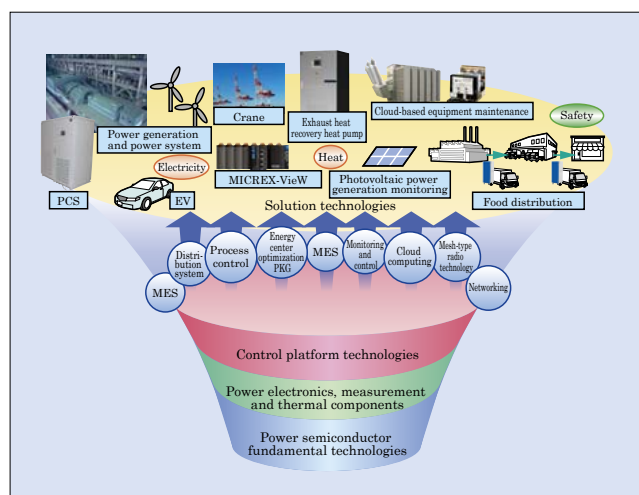 Crane
Exhaust heat
recovery heat pump
Cloud-based equipment maintenance
Safety
Power generation
and power system
Electricity
MICREX-VieW
Heat
Photovoltaic power
generation monitoring
Food distribution
PCS
EV
Solution technologies
MES
Distri-
bution
system
Process
control
Energy
center
optimization
PKG
MES
Monitoring
and
control
Cloud
computing
Mesh-type
radio
technology
Networking
Control platform technologies
Power electronics, measurement
and thermal components
Power semiconductor
fundamental technologies